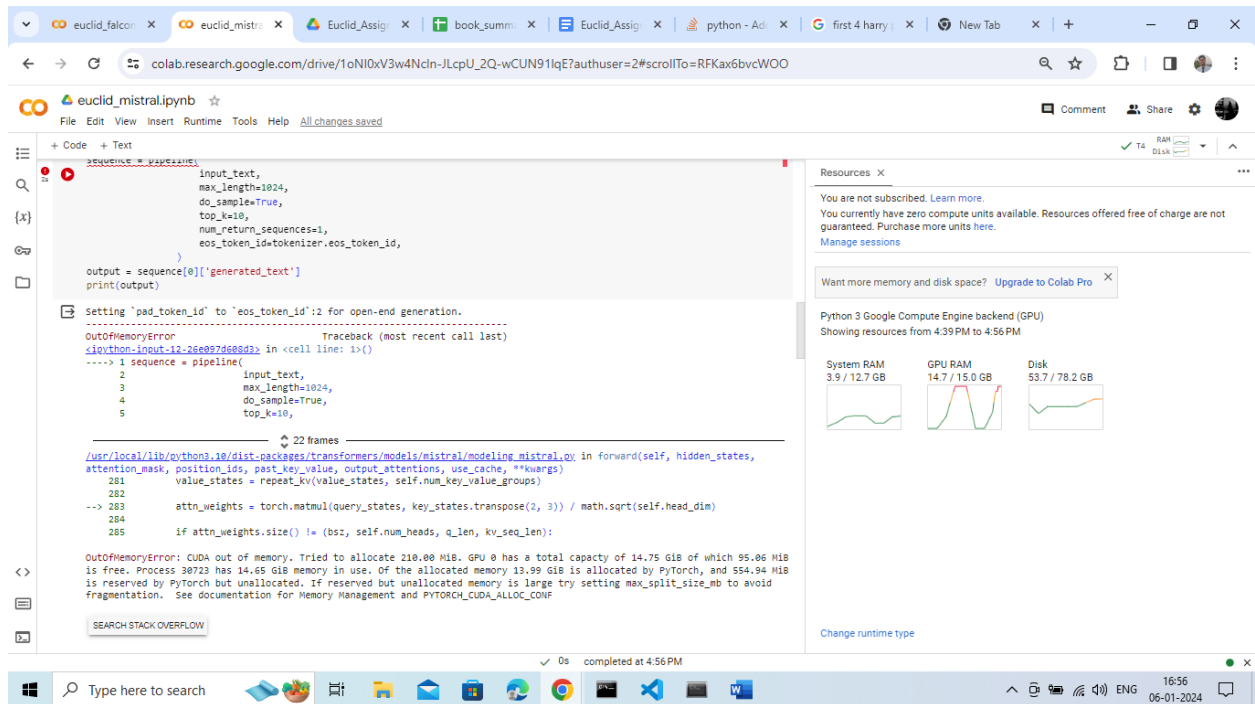 euclid_falcon
euclid_mistra
Euclid_Assig
book_summ
Euclid_Assig
python - Ad
first 4 harry p
New Tab
colab.research.google.com/drive/1oNI0xV3w4NcIn-JLcpU_2Q-wCUN91IqE?authuser=2#scrollTo=RFKax6bvcWOO
euclid_mistral.ipynb
Comment
Share
File Edit View Insert Runtime Tools Help All changes saved
+ Code + Text
T4
RAM
Disk
2s
sequence = pipeline(
input_text,
max_length=1024,
do_sample=True,
top_k=10,
num_return_sequences=1,
eos_token_id=tokenizer.eos_token_id,
)
output = sequence[0]['generated_text']
print(output)
Setting `pad_token_id` to `eos_token_id`:2 for open-end generation.
---------------------------------------------------------------------------
OutOfMemoryError Traceback (most recent call last)
<ipython-input-12-26e097d608d3> in <cell line: 1>()
----> 1 sequence = pipeline(
2 input_text,
3 max_length=1024,
4 do_sample=True,
5 top_k=10,
22 frames
/usr/local/lib/python3.10/dist-packages/transformers/models/mistral/modeling_mistral.py in forward(self, hidden_states,
attention_mask, position_ids, past_key_value, output_attentions, use_cache, **kwargs)
281 value_states = repeat_kv(value_states, self.num_key_value_groups)
282
--> 283 attn_weights = torch.matmul(query_states, key_states.transpose(2, 3)) / math.sqrt(self.head_dim)
284
285 if attn_weights.size() != (bsz, self.num_heads, q_len, kv_seq_len):
OutOfMemoryError: CUDA out of memory. Tried to allocate 210.00 MiB. GPU 0 has a total capacty of 14.75 GiB of which 95.06 MiB
is free. Process 30723 has 14.65 GiB memory in use. Of the allocated memory 13.99 GiB is allocated by PyTorch, and 554.94 MiB
is reserved by PyTorch but unallocated. If reserved but unallocated memory is large try setting max_split_size_mb to avoid
fragmentation. See documentation for Memory Management and PYTORCH_CUDA_ALLOC_CONF
SEARCH STACK OVERFLOW
Resources
You are not subscribed. Learn more.
You currently have zero compute units available. Resources offered free of charge are not
guaranteed. Purchase more units here.
Manage sessions
Want more memory and disk space? Upgrade to Colab Pro
Python 3 Google Compute Engine backend (GPU)
Showing resources from 4:39 PM to 4:56 PM
System RAM
3.9 / 12.7 GB
GPU RAM
14.7 / 15.0 GB
Disk
53.7 / 78.2 GB
Change runtime type
0s completed at 4:56 PM
Type here to search
ENG
16:56
06-01-2024